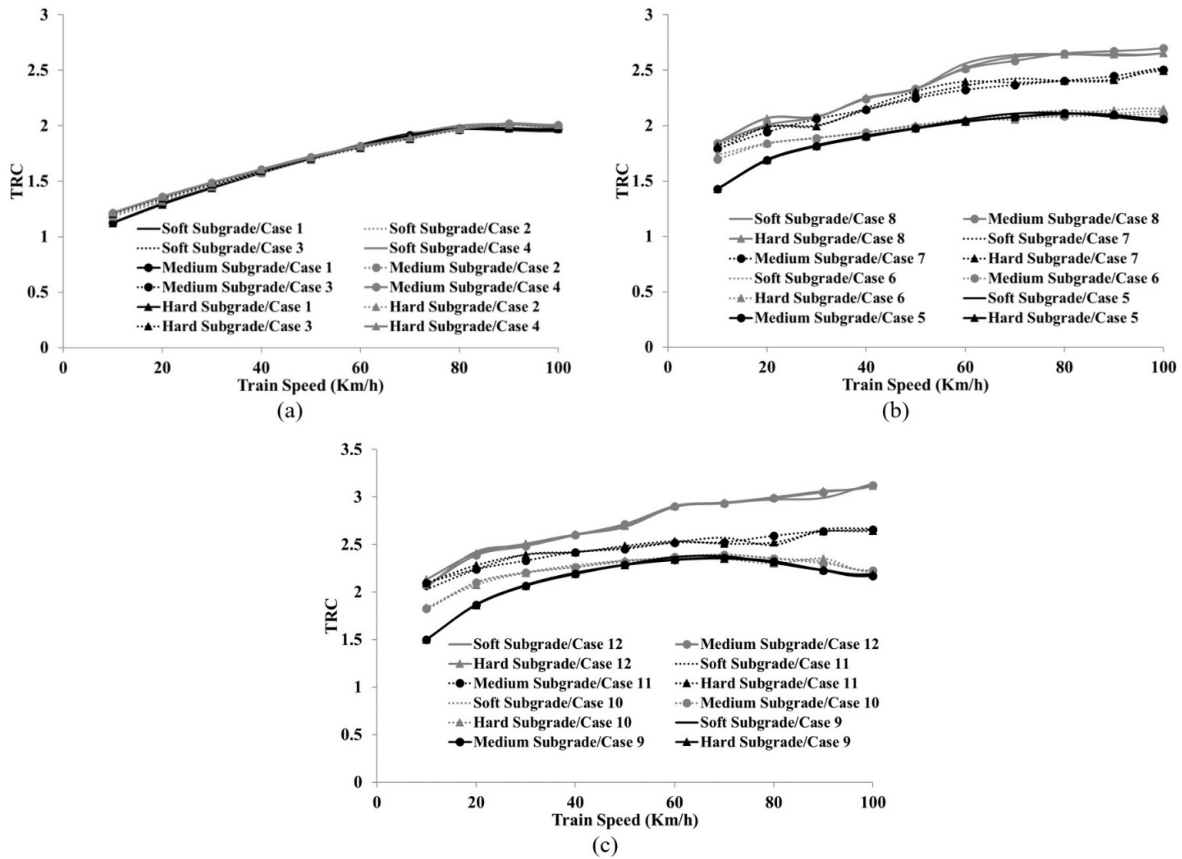 3
2.5
2
1.5
1
0.5
0
TRC
Soft Subgrade/Case 1 Soft Subgrade/Case 2
Soft Subgrade/Case 3 Soft Subgrade/Case 4
Medium Subgrade/Case 1 Medium Subgrade/Case 2
Medium Subgrade/Case 3 Medium Subgrade/Case 4
Hard Subgrade/Case 1 Hard Subgrade/Case 2
Hard Subgrade/Case 3 Hard Subgrade/Case 4
0 20 40 60 80 100
Train Speed (Km/h)
(a)
3
2.5
2
1.5
1
0.5
0
TRC
Soft Subgrade/Case 8 Medium Subgrade/Case 8
Hard Subgrade/Case 8 Soft Subgrade/Case 7
Medium Subgrade/Case 7 Hard Subgrade/Case 7
Soft Subgrade/Case 6 Medium Subgrade/Case 6
Hard Subgrade/Case 6 Soft Subgrade/Case 5
Medium Subgrade/Case 5 Hard Subgrade/Case 5
0 20 40 60 80 100
Train Speed (Km/h)
(b)
3.5
3
2.5
2
1.5
1
0.5
0
TRC
Soft Subgrade/Case 12 Medium Subgrade/Case 12
Hard Subgrade/Case 12 Soft Subgrade/Case 11
Medium Subgrade/Case 11 Hard Subgrade/Case 11
Soft Subgrade/Case 10 Medium Subgrade/Case 10
Hard Subgrade/Case 10 Soft Subgrade/Case 9
Medium Subgrade/Case 9 Hard Subgrade/Case 9
0 20 40 60 80 100
Train Speed (Km/h)
(c)